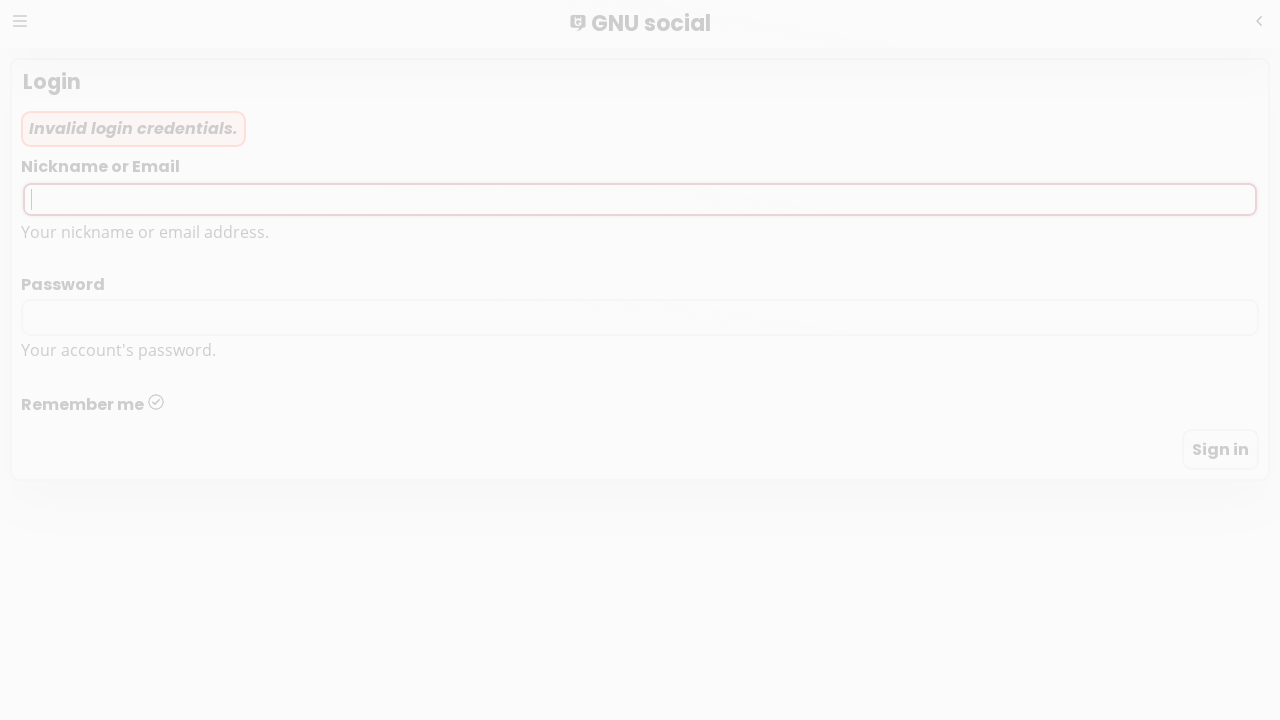 GNU social
Login
Invalid login credentials.
Nickname or Email
Your nickname or email address.
Password
Your account's password.
Remember me
Sign in